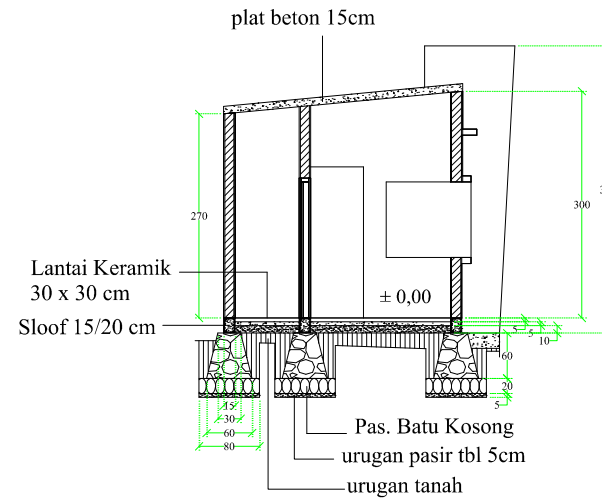 plat beton 15cm
270
300
3
Lantai Keramik
30 x 30 cm
± 0,00
Sloof 15/20 cm
5
5
10
60
20
5
15
30
60
80
Pas. Batu Kosong
urugan pasir tbl 5cm
urugan tanah